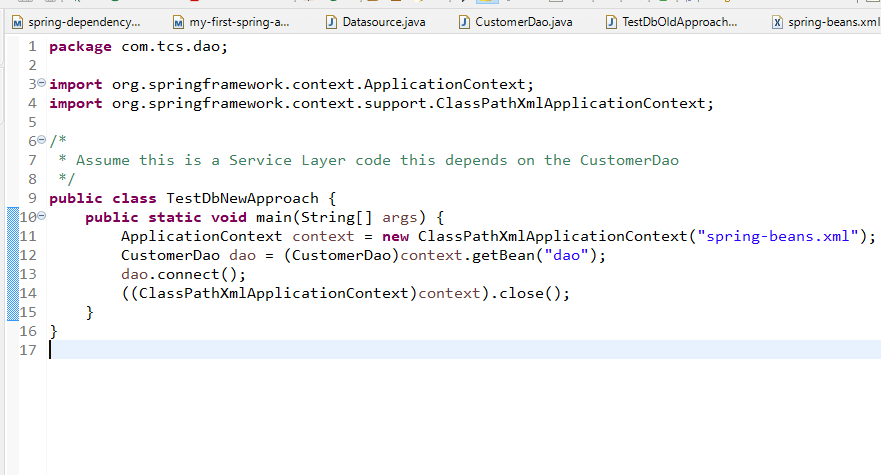 spring-dependency... my-first-spring-a... Datasource.java CustomerDao.java TestDbOldApproach... spring-beans.xml
1 package com.tcs.dao;
2
3 import org.springframework.context.ApplicationContext;
4 import org.springframework.context.support.ClassPathXmlApplicationContext;
5
6 /*
7 * Assume this is a Service Layer code this depends on the CustomerDao
8 */
9 public class TestDbNewApproach {
10 public static void main(String[] args) {
11 ApplicationContext context = new ClassPathXmlApplicationContext("spring-beans.xml");
12 CustomerDao dao = (CustomerDao)context.getBean("dao");
13 dao.connect();
14 ((ClassPathXmlApplicationContext)context).close();
15 }
16 }
17